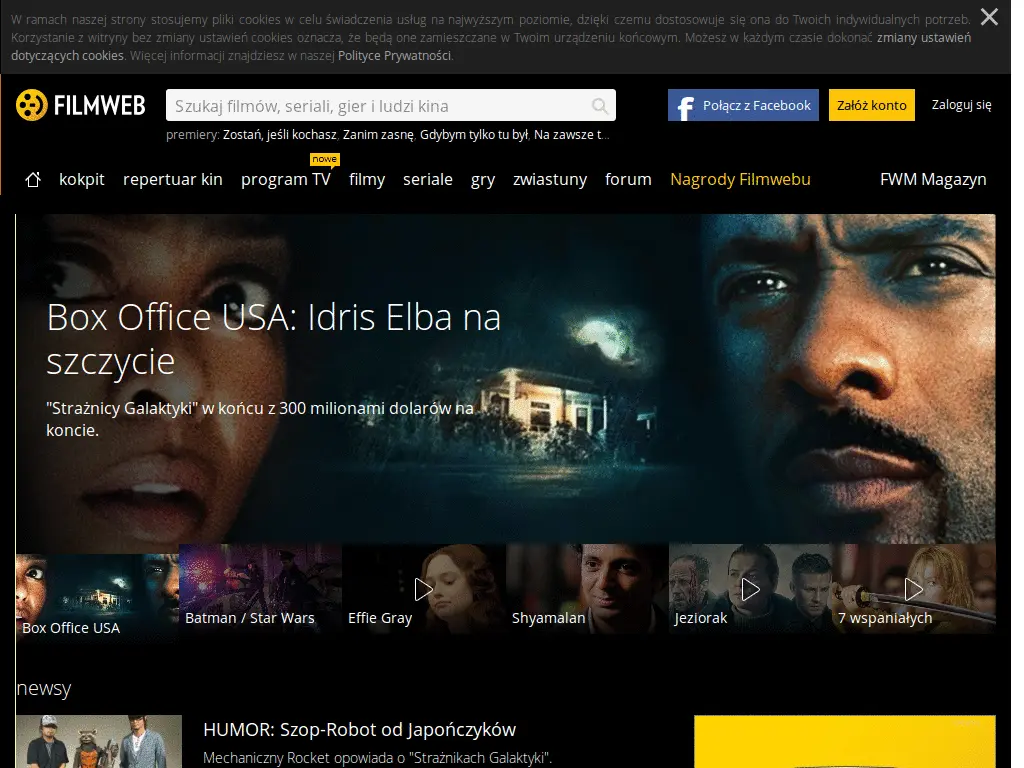 W ramach naszej strony stosujemy pliki cookies w celu świadczenia usług na najwyższym poziomie, dzięki czemu dostosowuje się ona do Twoich indywidualnych potrzeb.
Korzystanie z witryny bez zmiany ustawień cookies oznacza, że będą one zamieszczane w Twoim urządzeniu końcowym. Możesz w każdym czasie dokonać zmiany ustawień
dotyczących cookies. Więcej informacji znajdziesz w naszej Polityce Prywatności.
FILMWEB
Szukaj filmów, seriali, gier i ludzi kina
Połącz z Facebook
Załóż konto
Zaloguj się
premiery: Zostań, jeśli kochasz, Zanim zasnę, Gdybym tylko tu był, Na zawsze t...
nowe
kokpit repertuar kin program TV filmy seriale gry zwiastuny forum Nagrody Filmwebu FWM Magazyn
Box Office USA: Idris Elba na
szczycie
"Strażnicy Galaktyki" w końcu z 300 milionami dolarów na
koncie.
Box Office USA
Batman / Star Wars
Effie Gray
Shyamalan
Jeziorak
7 wspaniałych
newsy
HUMOR: Szop-Robot od Japończyków
Mechaniczny Rocket opowiada o "Strażnikach Galaktyki".